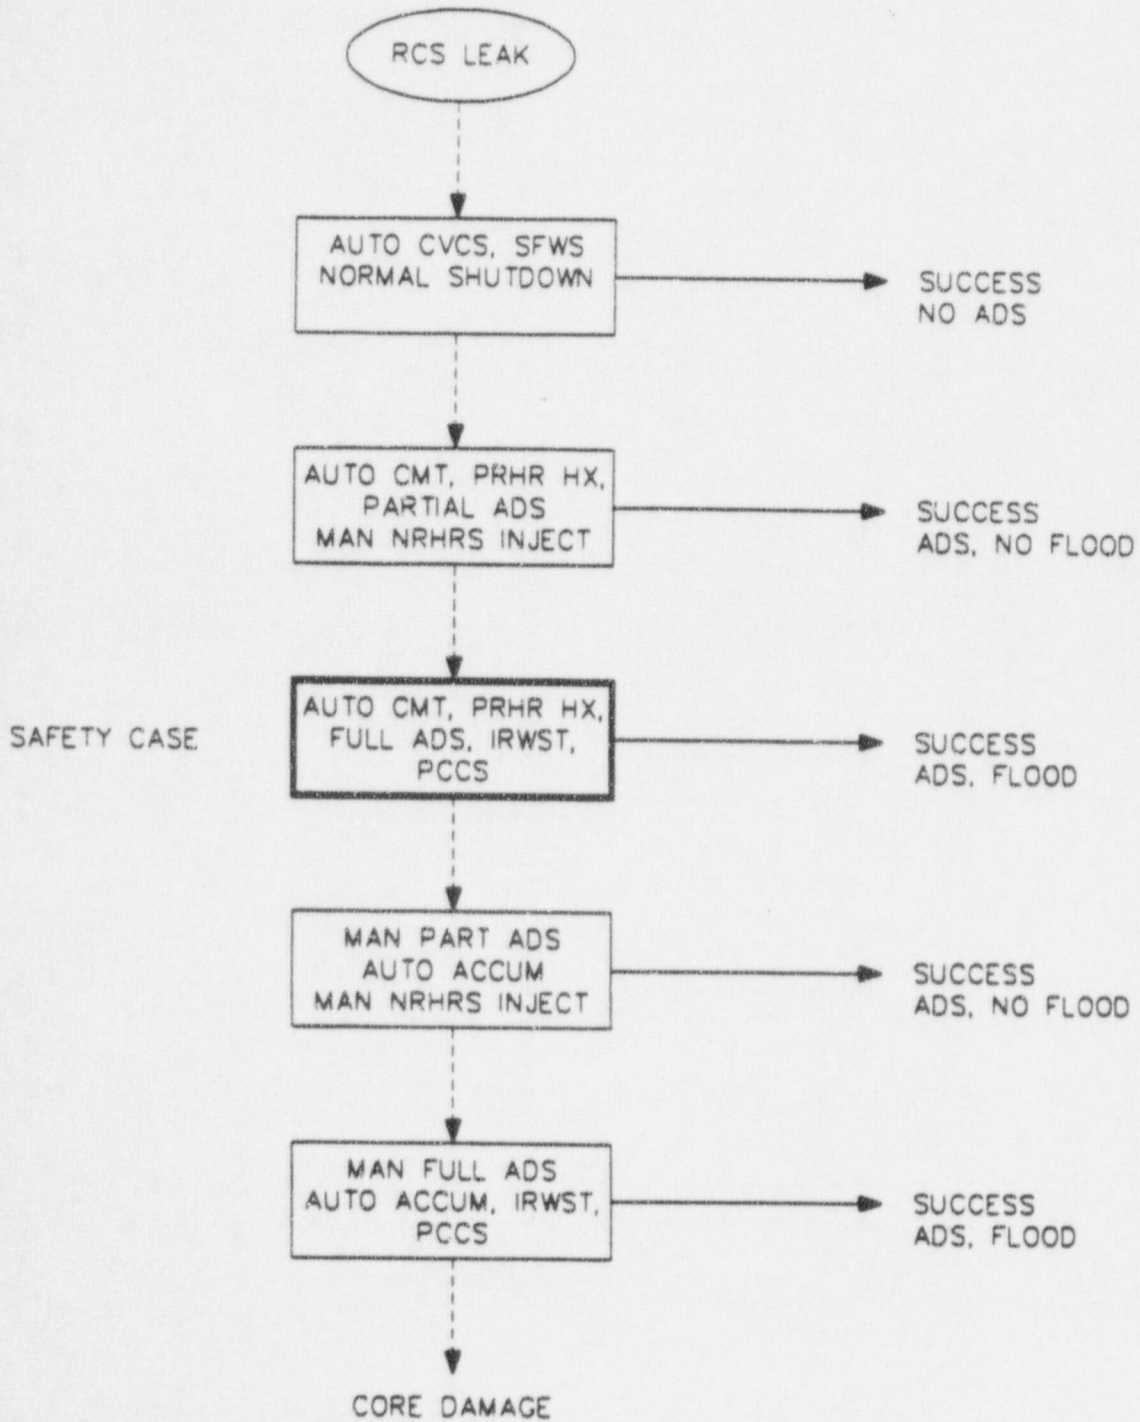 RCS LEAK
AUTO CVCS, SFWS
NORMAL SHUTDOWN
SUCCESS
NO ADS
AUTO CMT, PRHR HX,
PARTIAL ADS
MAN NRHRS INJECT
SUCCESS
ADS, NO FLOOD
SAFETY CASE
AUTO CMT, PRHR HX,
FULL ADS, IRWST,
PCCS
SUCCESS
ADS, FLOOD
MAN PART ADS
AUTO ACCUM
MAN NRHRS INJECT
SUCCESS
ADS, NO FLOOD
MAN FULL ADS
AUTO ACCUM, IRWST,
PCCS
SUCCESS
ADS, FLOOD
CORE DAMAGE